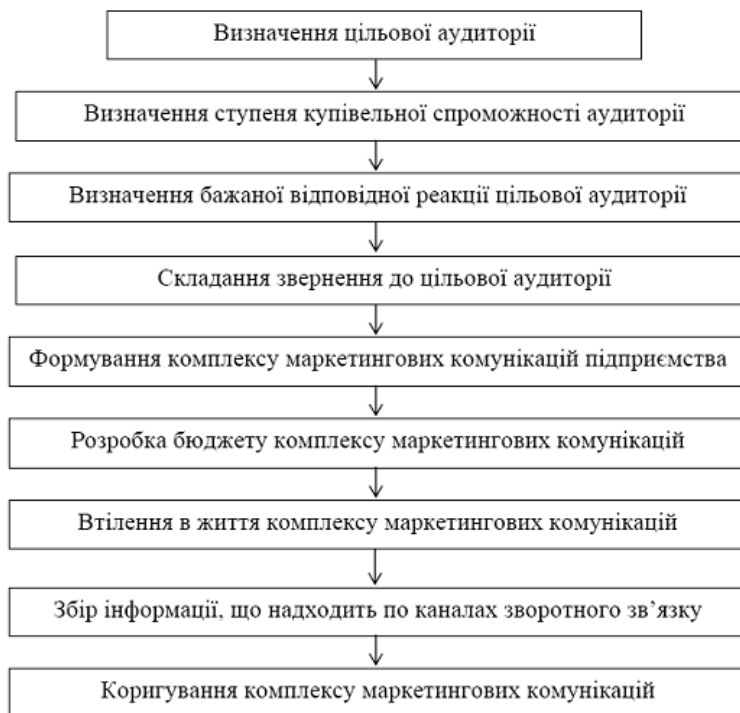 Визначення цільової аудиторії
Визначення ступеня купівельної спроможності аудиторії
Визначення бажаної відповідної реакції цільової аудиторії
Складання звернення до цільової аудиторії
Формування комплексу маркетингових комунікацій підприємства
Розробка бюджету комплексу маркетингових комунікацій
Втілення в життя комплексу маркетингових комунікацій
Збір інформації, що надходить по каналах зворотного зв’язку
Коригування комплексу маркетингових комунікацій